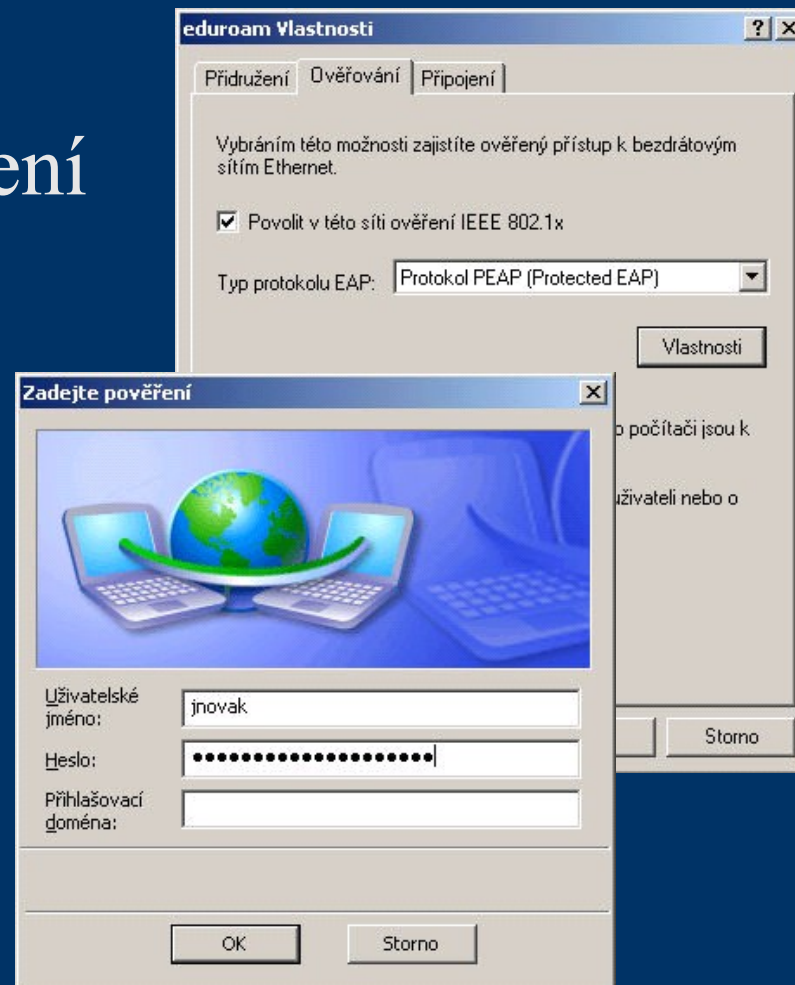 ení
eduroam Vlastnosti
Přidružení Ověřování Připojení
Vybráním této možnosti zajistíte ověřený přístup k bezdrátovým
sítím Ethernet.
Povolit v této síti ověření IEEE 802.1x
Typ protokolu EAP: Protokol PEAP (Protected EAP)
Vlastnosti
počítači jsou k
uživateli nebo o
Storno
Zadejte pověření
Uživatelské
jméno: jnovak
Heslo: ••••••••••••••••••••
Přihlašovací
doména:
OK Storno